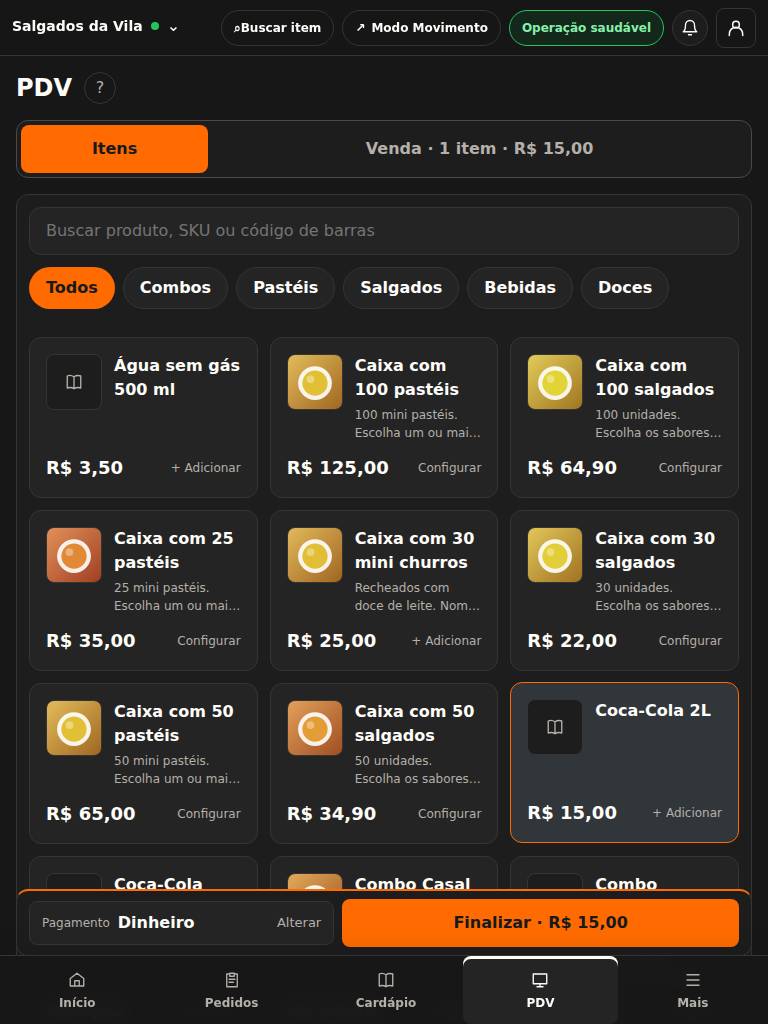 Salgados da Vila
Buscar item
↗ Modo Movimento
Operação saudável
PDV
?
Itens
Venda · 1 item · R$ 15,00
Buscar produto, SKU ou código de barras
Todos
Combos
Pastéis
Salgados
Bebidas
Doces
Água sem gás
500 ml
R$ 3,50
+ Adicionar
Caixa com
100 pastéis
100 mini pastéis.
Escolha um ou mai…
R$ 125,00
Configurar
Caixa com
100 salgados
100 unidades.
Escolha os sabores…
R$ 64,90
Configurar
Caixa com 25
pastéis
25 mini pastéis.
Escolha um ou mai…
R$ 35,00
Configurar
Caixa com 30
mini churros
Recheados com
doce de leite. Nom…
R$ 25,00
+ Adicionar
Caixa com 30
salgados
30 unidades.
Escolha os sabores…
R$ 22,00
Configurar
Caixa com 50
pastéis
50 mini pastéis.
Escolha um ou mai…
R$ 65,00
Configurar
Caixa com 50
salgados
50 unidades.
Escolha os sabores…
R$ 34,90
Configurar
Coca-Cola 2L
R$ 15,00
+ Adicionar
Coca-Cola
Combo Casal
Combo
Pagamento Dinheiro
Alterar
Finalizar · R$ 15,00
Início
Pedidos
Cardápio
PDV
Mais